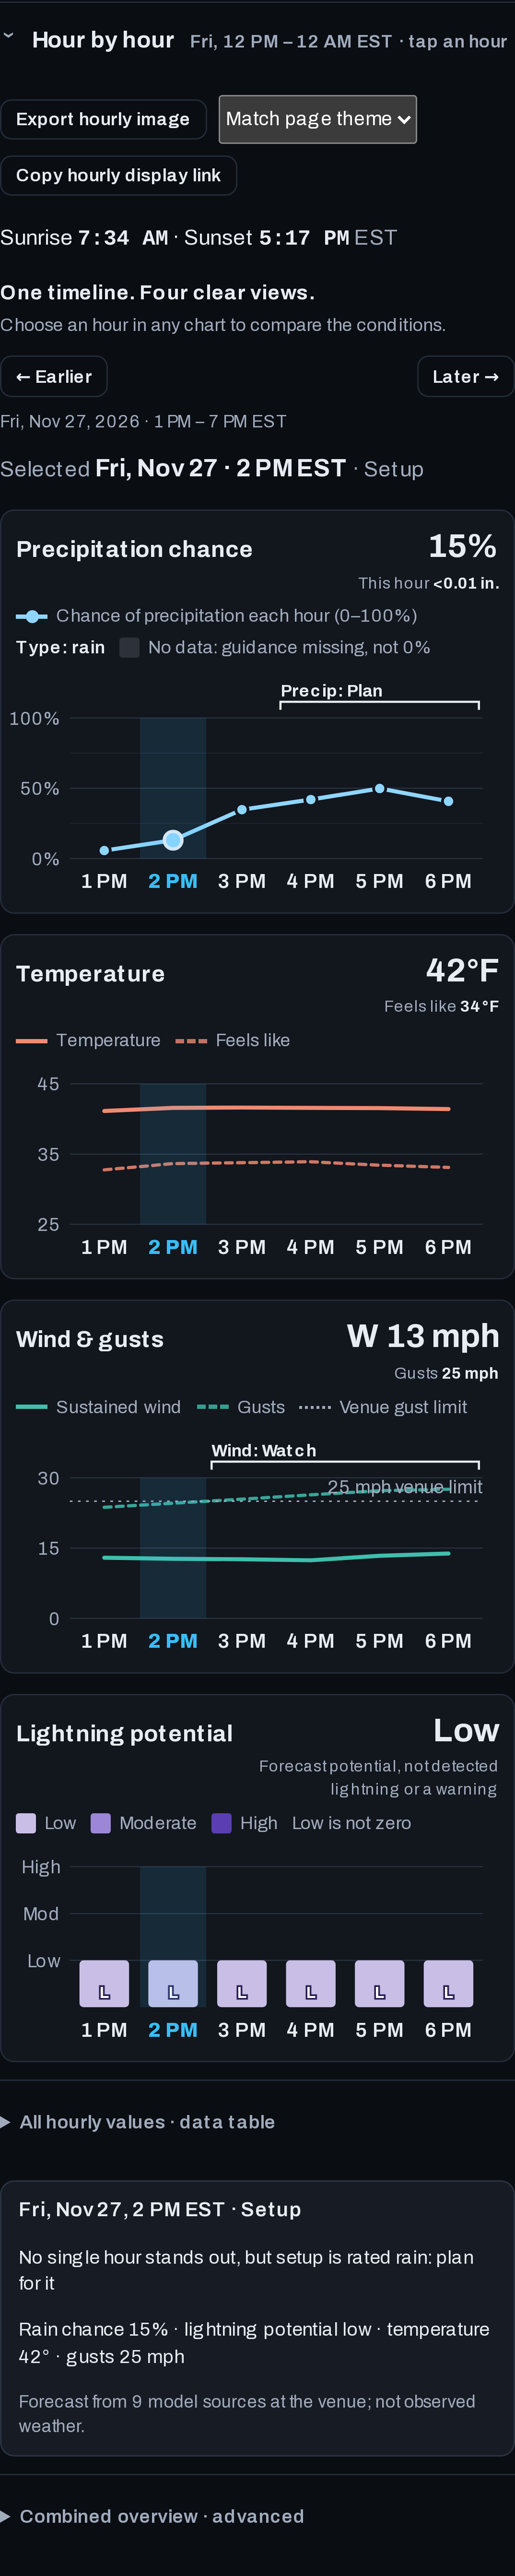 Hour by hour Fri, 12 PM – 12 AM EST · tap an hour
Export hourly image
Match page theme
Copy hourly display link
Sunrise 7:34 AM · Sunset 5:17 PM EST
One timeline. Four clear views.
Choose an hour in any chart to compare the conditions.
← Earlier
Later →
Fri, Nov 27, 2026 · 1 PM – 7 PM EST
Selected Fri, Nov 27 · 2 PM EST · Setup
Precipitation chance
15%
This hour <0.01 in.
Chance of precipitation each hour (0–100%)
Type: rain
No data: guidance missing, not 0%
Precip: Plan
100%
50%
0%
1 PM 2 PM 3 PM 4 PM 5 PM 6 PM
Temperature
42°F
Feels like 34°F
Temperature Feels like
45
35
25
1 PM 2 PM 3 PM 4 PM 5 PM 6 PM
Wind & gusts
W 13 mph
Gusts 25 mph
Sustained wind Gusts Venue gust limit
Wind: Watch
30
25 mph venue limit
15
0
1 PM 2 PM 3 PM 4 PM 5 PM 6 PM
Lightning potential
Low
Forecast potential, not detected
lightning or a warning
Low Moderate High Low is not zero
High
Mod
Low
L L L L L L
1 PM 2 PM 3 PM 4 PM 5 PM 6 PM
All hourly values · data table
Fri, Nov 27, 2 PM EST · Setup
No single hour stands out, but setup is rated rain: plan
for it
Rain chance 15% · lightning potential low · temperature
42° · gusts 25 mph
Forecast from 9 model sources at the venue; not observed
weather.
Combined overview · advanced